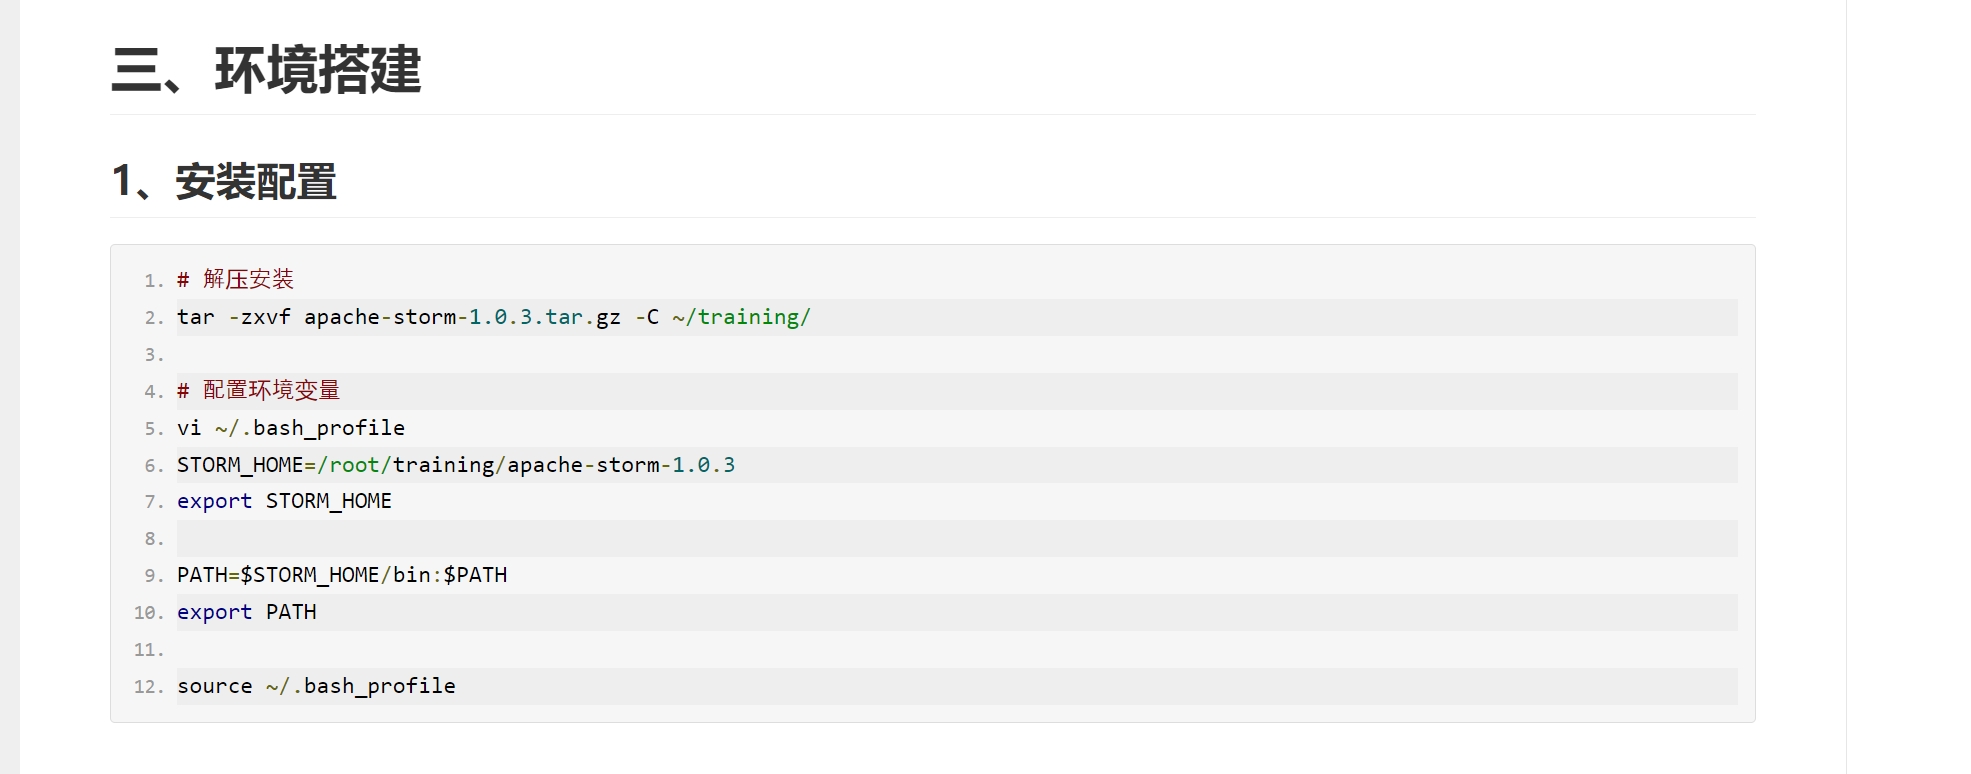 三、环境搭建
1、安装配置
1. # 解压安装
2. tar -zxvf apache-storm-1.0.3.tar.gz -C ~/training/
3.
4. # 配置环境变量
5. vi ~/.bash_profile
6. STORM_HOME=/root/training/apache-storm-1.0.3
7. export STORM_HOME
8.
9. PATH=$STORM_HOME/bin:$PATH
10. export PATH
11.
12. source ~/.bash_profile